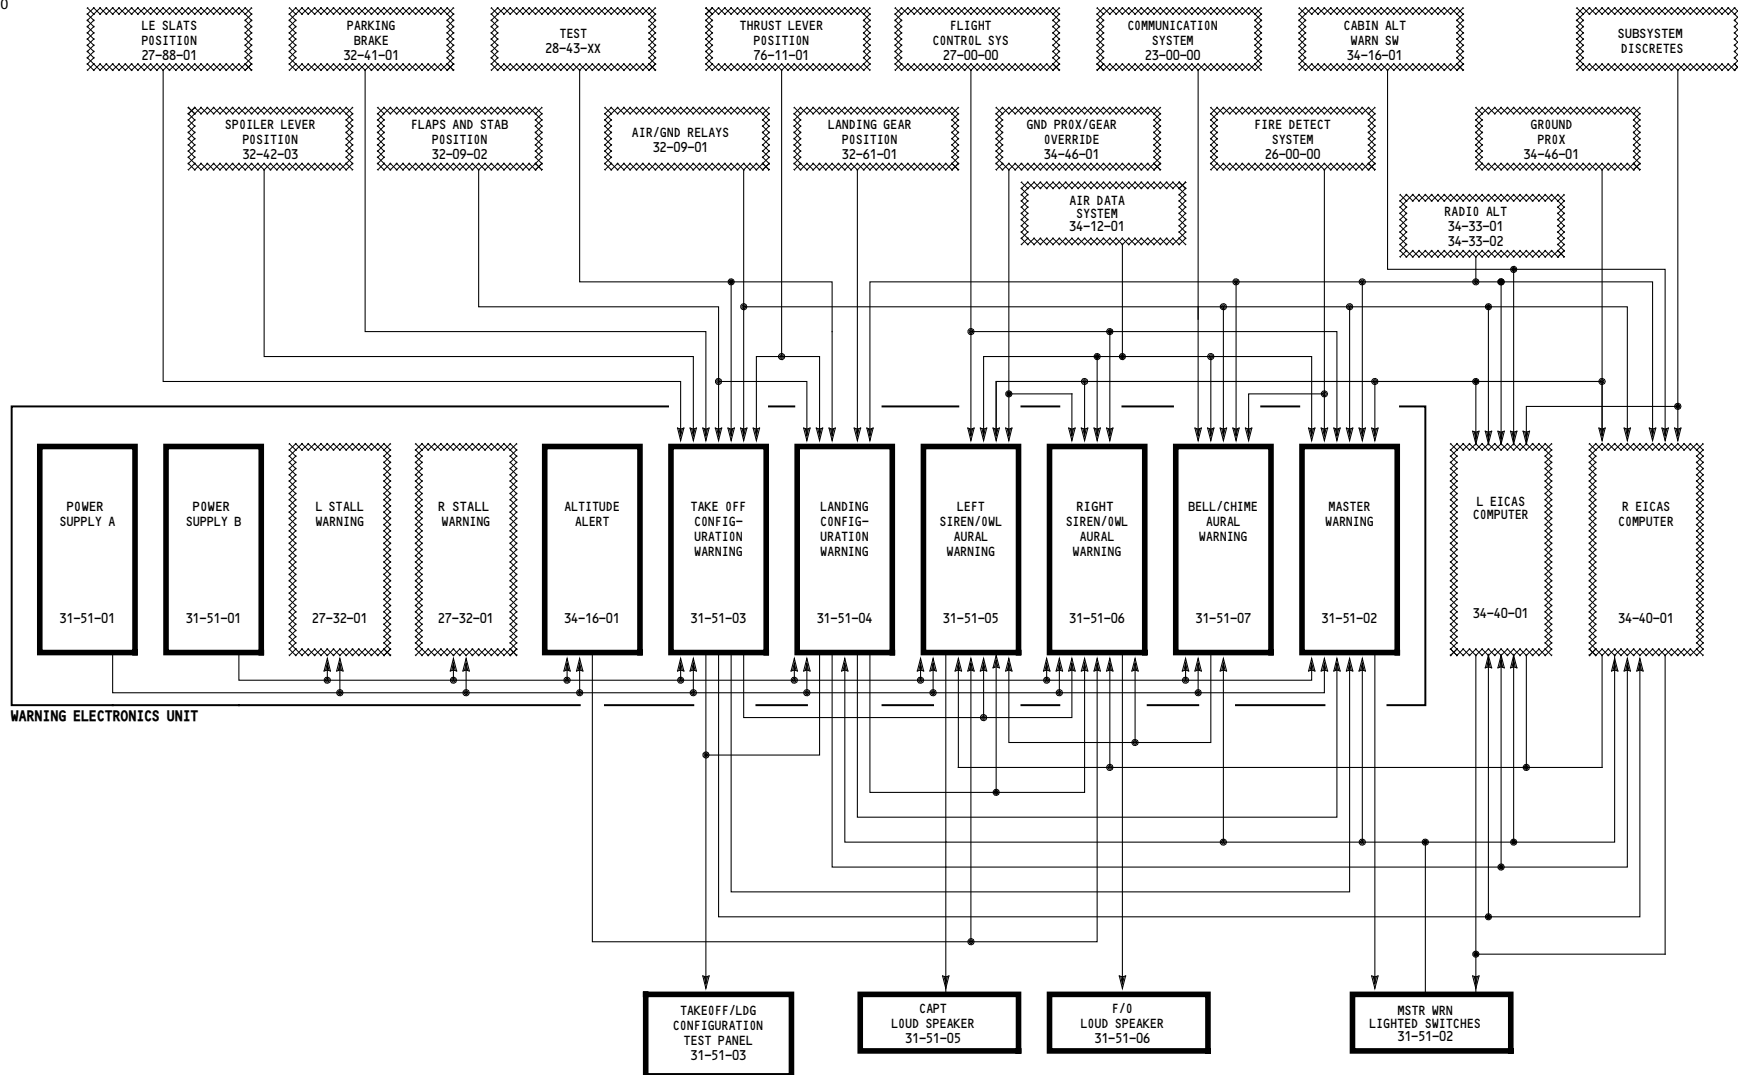 0
LE SLATS
POSITION
27-88-01
PARKING
BRAKE
32-41-01
TEST
28-43-XX
THRUST LEVER
POSITION
76-11-01
FLIGHT
CONTROL SYS
27-00-00
COMMUNICATION
SYSTEM
23-00-00
CABIN ALT
WARN SW
34-16-01
SUBSYSTEM
DISCRETES
SPOILER LEVER
POSITION
32-42-03
FLAPS AND STAB
POSITION
32-09-02
AIR/GND RELAYS
32-09-01
LANDING GEAR
POSITION
32-61-01
GND PROX/GEAR
OVERRIDE
34-46-01
FIRE DETECT
SYSTEM
26-00-00
GROUND
PROX
34-46-01
AIR DATA
SYSTEM
34-12-01
RADIO ALT
34-33-01
34-33-02
POWER
SUPPLY A
31-51-01
POWER
SUPPLY B
31-51-01
L STALL
WARNING
27-32-01
R STALL
WARNING
27-32-01
ALTITUDE
ALERT
34-16-01
TAKE OFF
CONFIG-
URATION
WARNING
31-51-03
LANDING
CONFIG-
URATION
WARNING
31-51-04
LEFT
SIREN/OWL
AURAL
WARNING
31-51-05
RIGHT
SIREN/OWL
AURAL
WARNING
31-51-06
BELL/CHIME
AURAL
WARNING
31-51-07
MASTER
WARNING
31-51-02
L EICAS
COMPUTER
34-40-01
R EICAS
COMPUTER
34-40-01
WARNING ELECTRONICS UNIT
TAKEOFF/LDG
CONFIGURATION
TEST PANEL
31-51-03
CAPT
LOUD SPEAKER
31-51-05
F/O
LOUD SPEAKER
31-51-06
MSTR WRN
LIGHTED SWITCHES
31-51-02